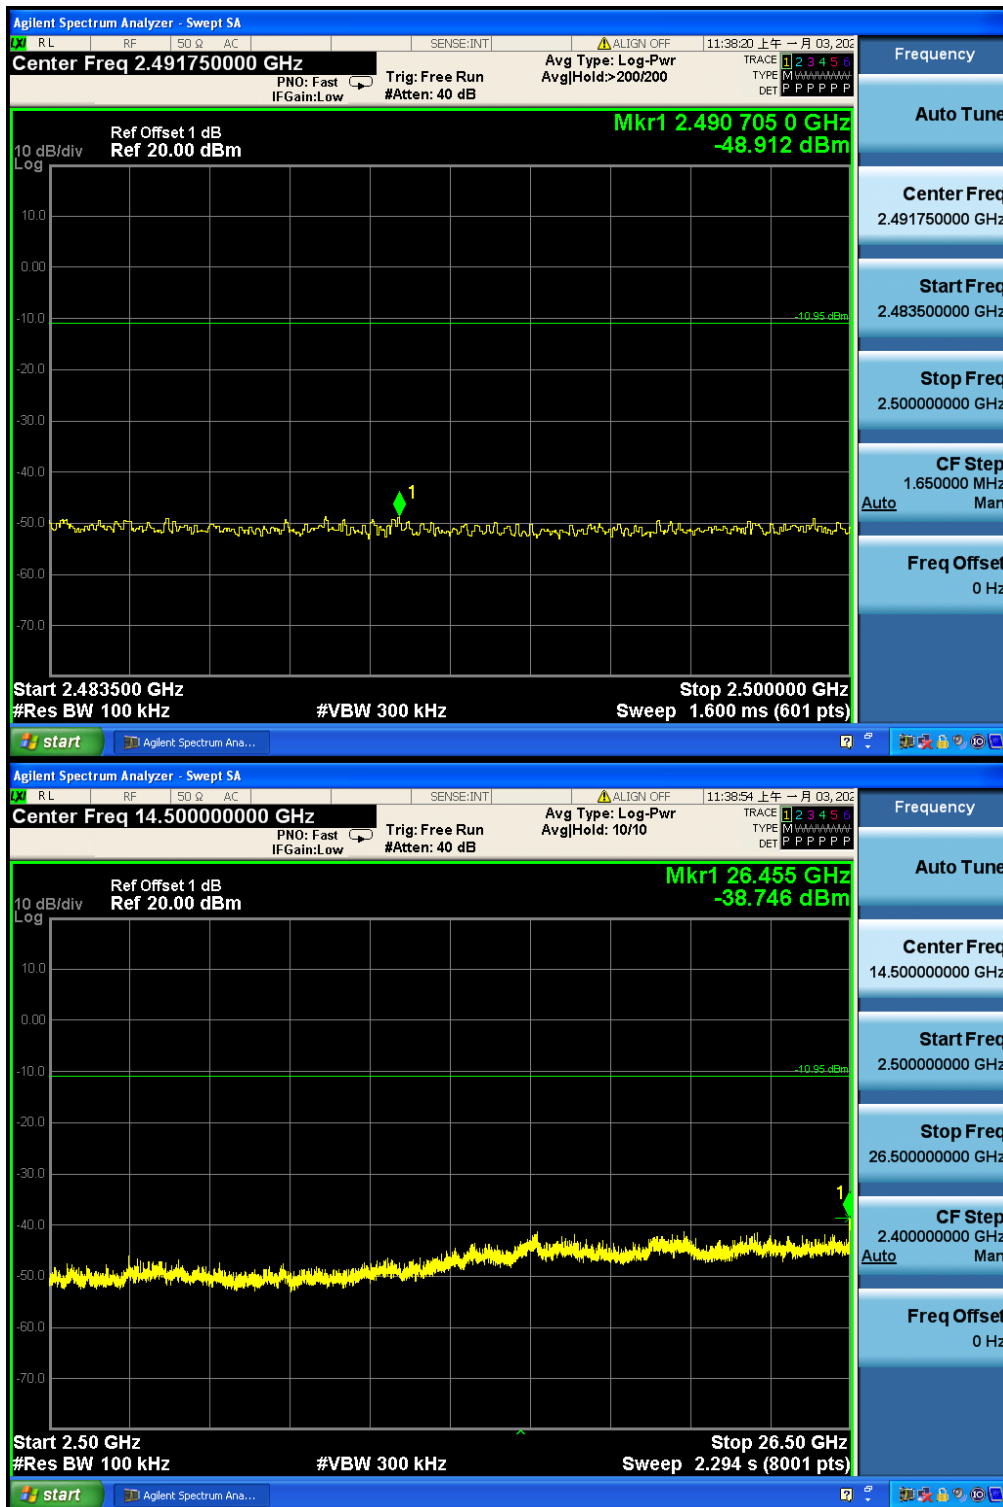 Agilent Spectrum Analyzer - Swept SA
LXI RL RF 50 Ω AC SENSE:INT ALIGN OFF 11:38:20 上午 一月 03, 202
Center Freq 2.491750000 GHz
PNO: Fast
IFGain:Low
Trig: Free Run
#Atten: 40 dB
Avg Type: Log-Pwr
Avg|Hold:>200/200
TRACE 1 2 3 4 5 6
TYPE M WWWWW
DET P P P P P P
Mkr1 2.490 705 0 GHz
-48.912 dBm
Ref Offset 1 dB
10 dB/div Ref 20.00 dBm
Log
10.0
0.00
-10.0
-10.95 dBm
-20.0
-30.0
-40.0
1
-50.0
-60.0
-70.0
Start 2.483500 GHz Stop 2.500000 GHz
#Res BW 100 kHz #VBW 300 kHz Sweep 1.600 ms (601 pts)
Frequency
Auto Tune
Center Freq
2.491750000 GHz
Start Freq
2.483500000 GHz
Stop Freq
2.500000000 GHz
CF Step
1.650000 MHz
Auto Man
Freq Offset
0 Hz
start Agilent Spectrum Ana...
Agilent Spectrum Analyzer - Swept SA
LXI RL RF 50 Ω AC SENSE:INT ALIGN OFF 11:38:54 上午 一月 03, 202
Center Freq 14.500000000 GHz
PNO: Fast
IFGain:Low
Trig: Free Run
#Atten: 40 dB
Avg Type: Log-Pwr
Avg|Hold: 10/10
TRACE 1 2 3 4 5 6
TYPE M WWWWW
DET P P P P P P
Mkr1 26.455 GHz
-38.746 dBm
Ref Offset 1 dB
10 dB/div Ref 20.00 dBm
Log
10.0
0.00
-10.0
-10.95 dBm
-20.0
-30.0
1
-40.0
-50.0
-60.0
-70.0
Start 2.50 GHz Stop 26.50 GHz
#Res BW 100 kHz #VBW 300 kHz Sweep 2.294 s (8001 pts)
Frequency
Auto Tune
Center Freq
14.500000000 GHz
Start Freq
2.500000000 GHz
Stop Freq
26.500000000 GHz
CF Step
2.400000000 GHz
Auto Man
Freq Offset
0 Hz
start Agilent Spectrum Ana...